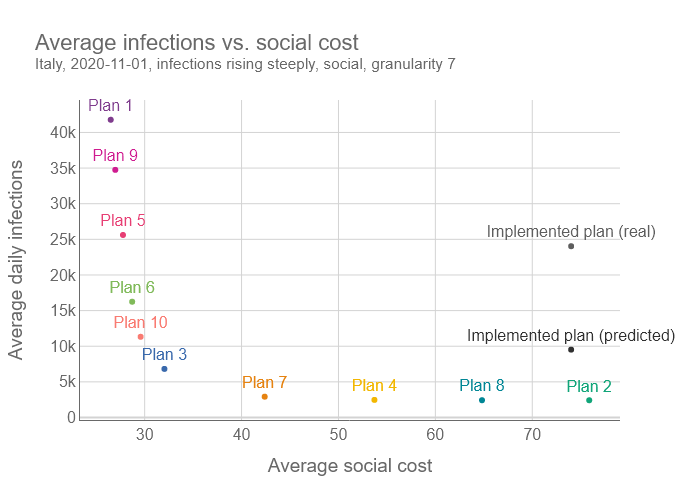 Average infections vs. social cost
Italy, 2020-11-01, infections rising steeply, social, granularity 7
Average daily infections
40k
35k
30k
25k
20k
15k
10k
5k
0
Plan 1
Plan 9
Plan 5
Implemented plan (real)
Plan 6
Plan 10
Implemented plan (predicted)
Plan 3
Plan 7
Plan 4
Plan 8
Plan 2
30
40
50
60
70
Average social cost